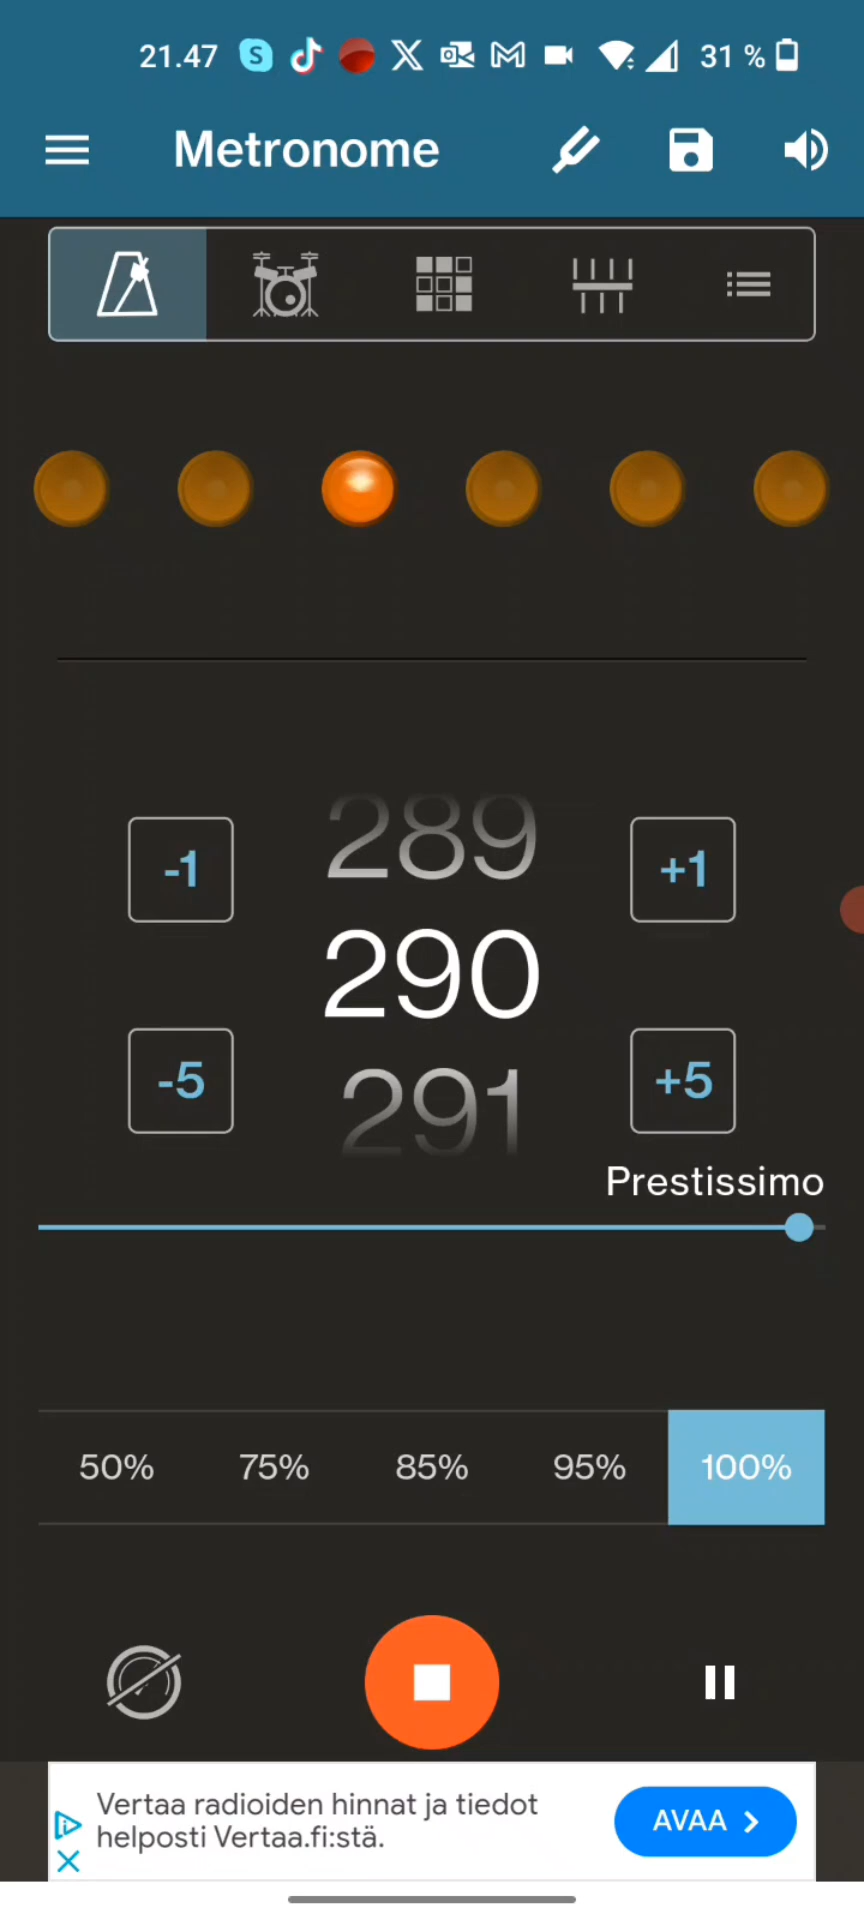 21.47 31 %
Metronome
289
-1 +1
290
-5 +5
291
Prestissimo
50% 75% 85% 95% 100%
Vertaa radioiden hinnat ja tiedot
helposti Vertaa.fi:stä.
AVAA